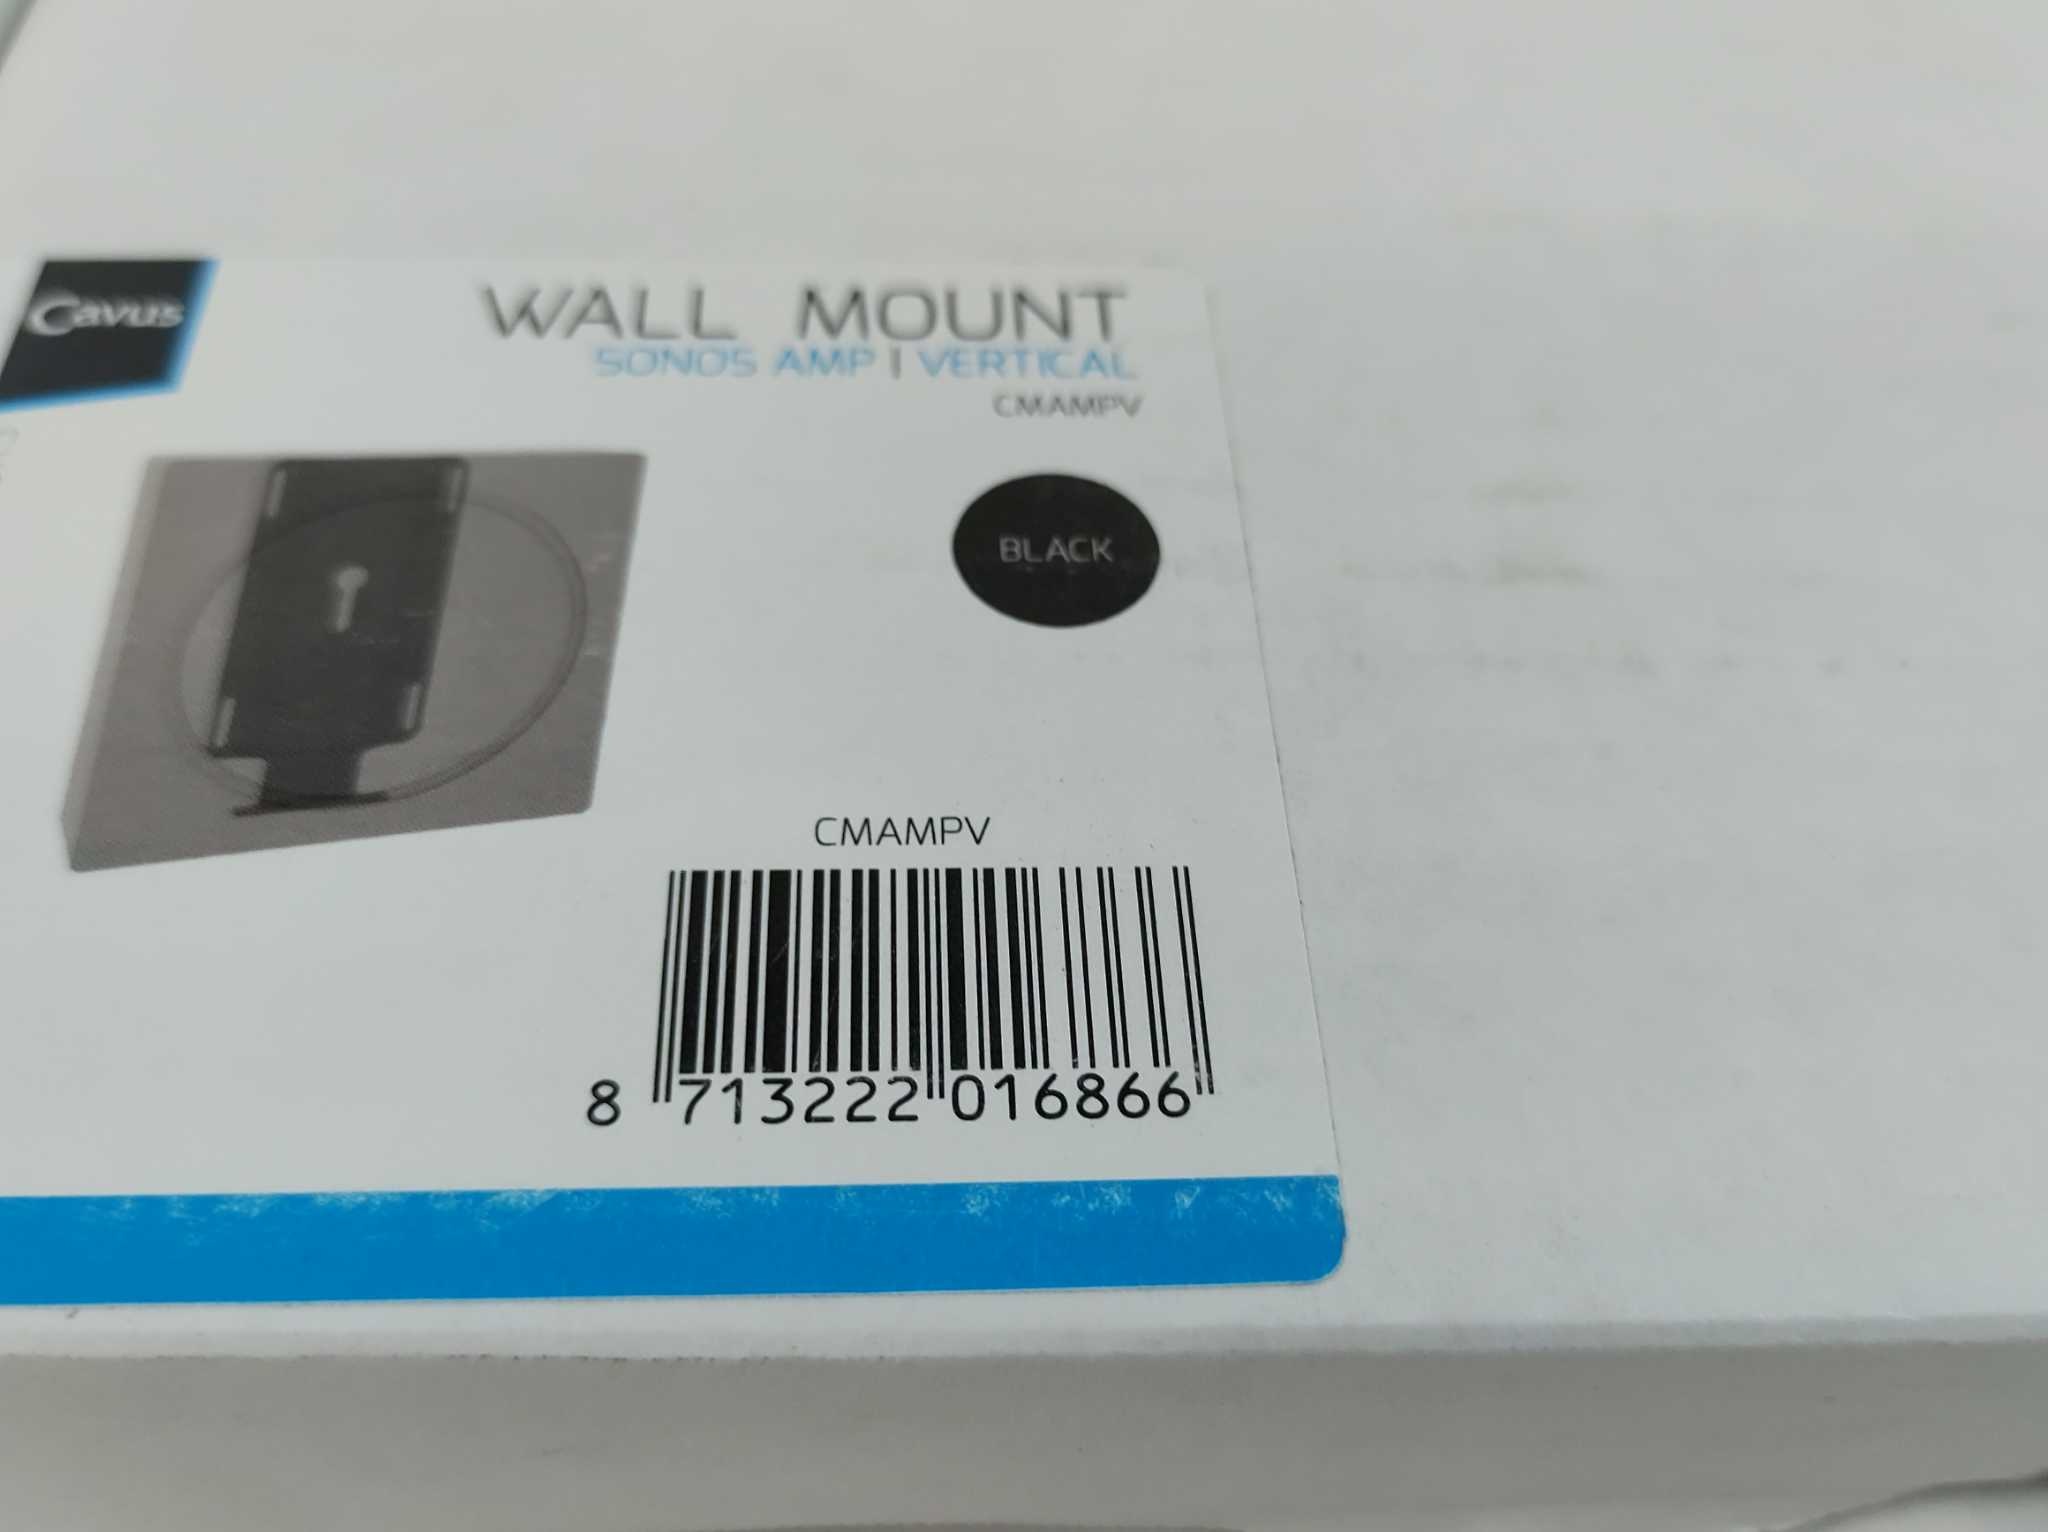 Cavus
WALL MOUNT
SONOS AMP | VERTICAL
CMAMPV
BLACK
CMAMPV
8 713222 016866